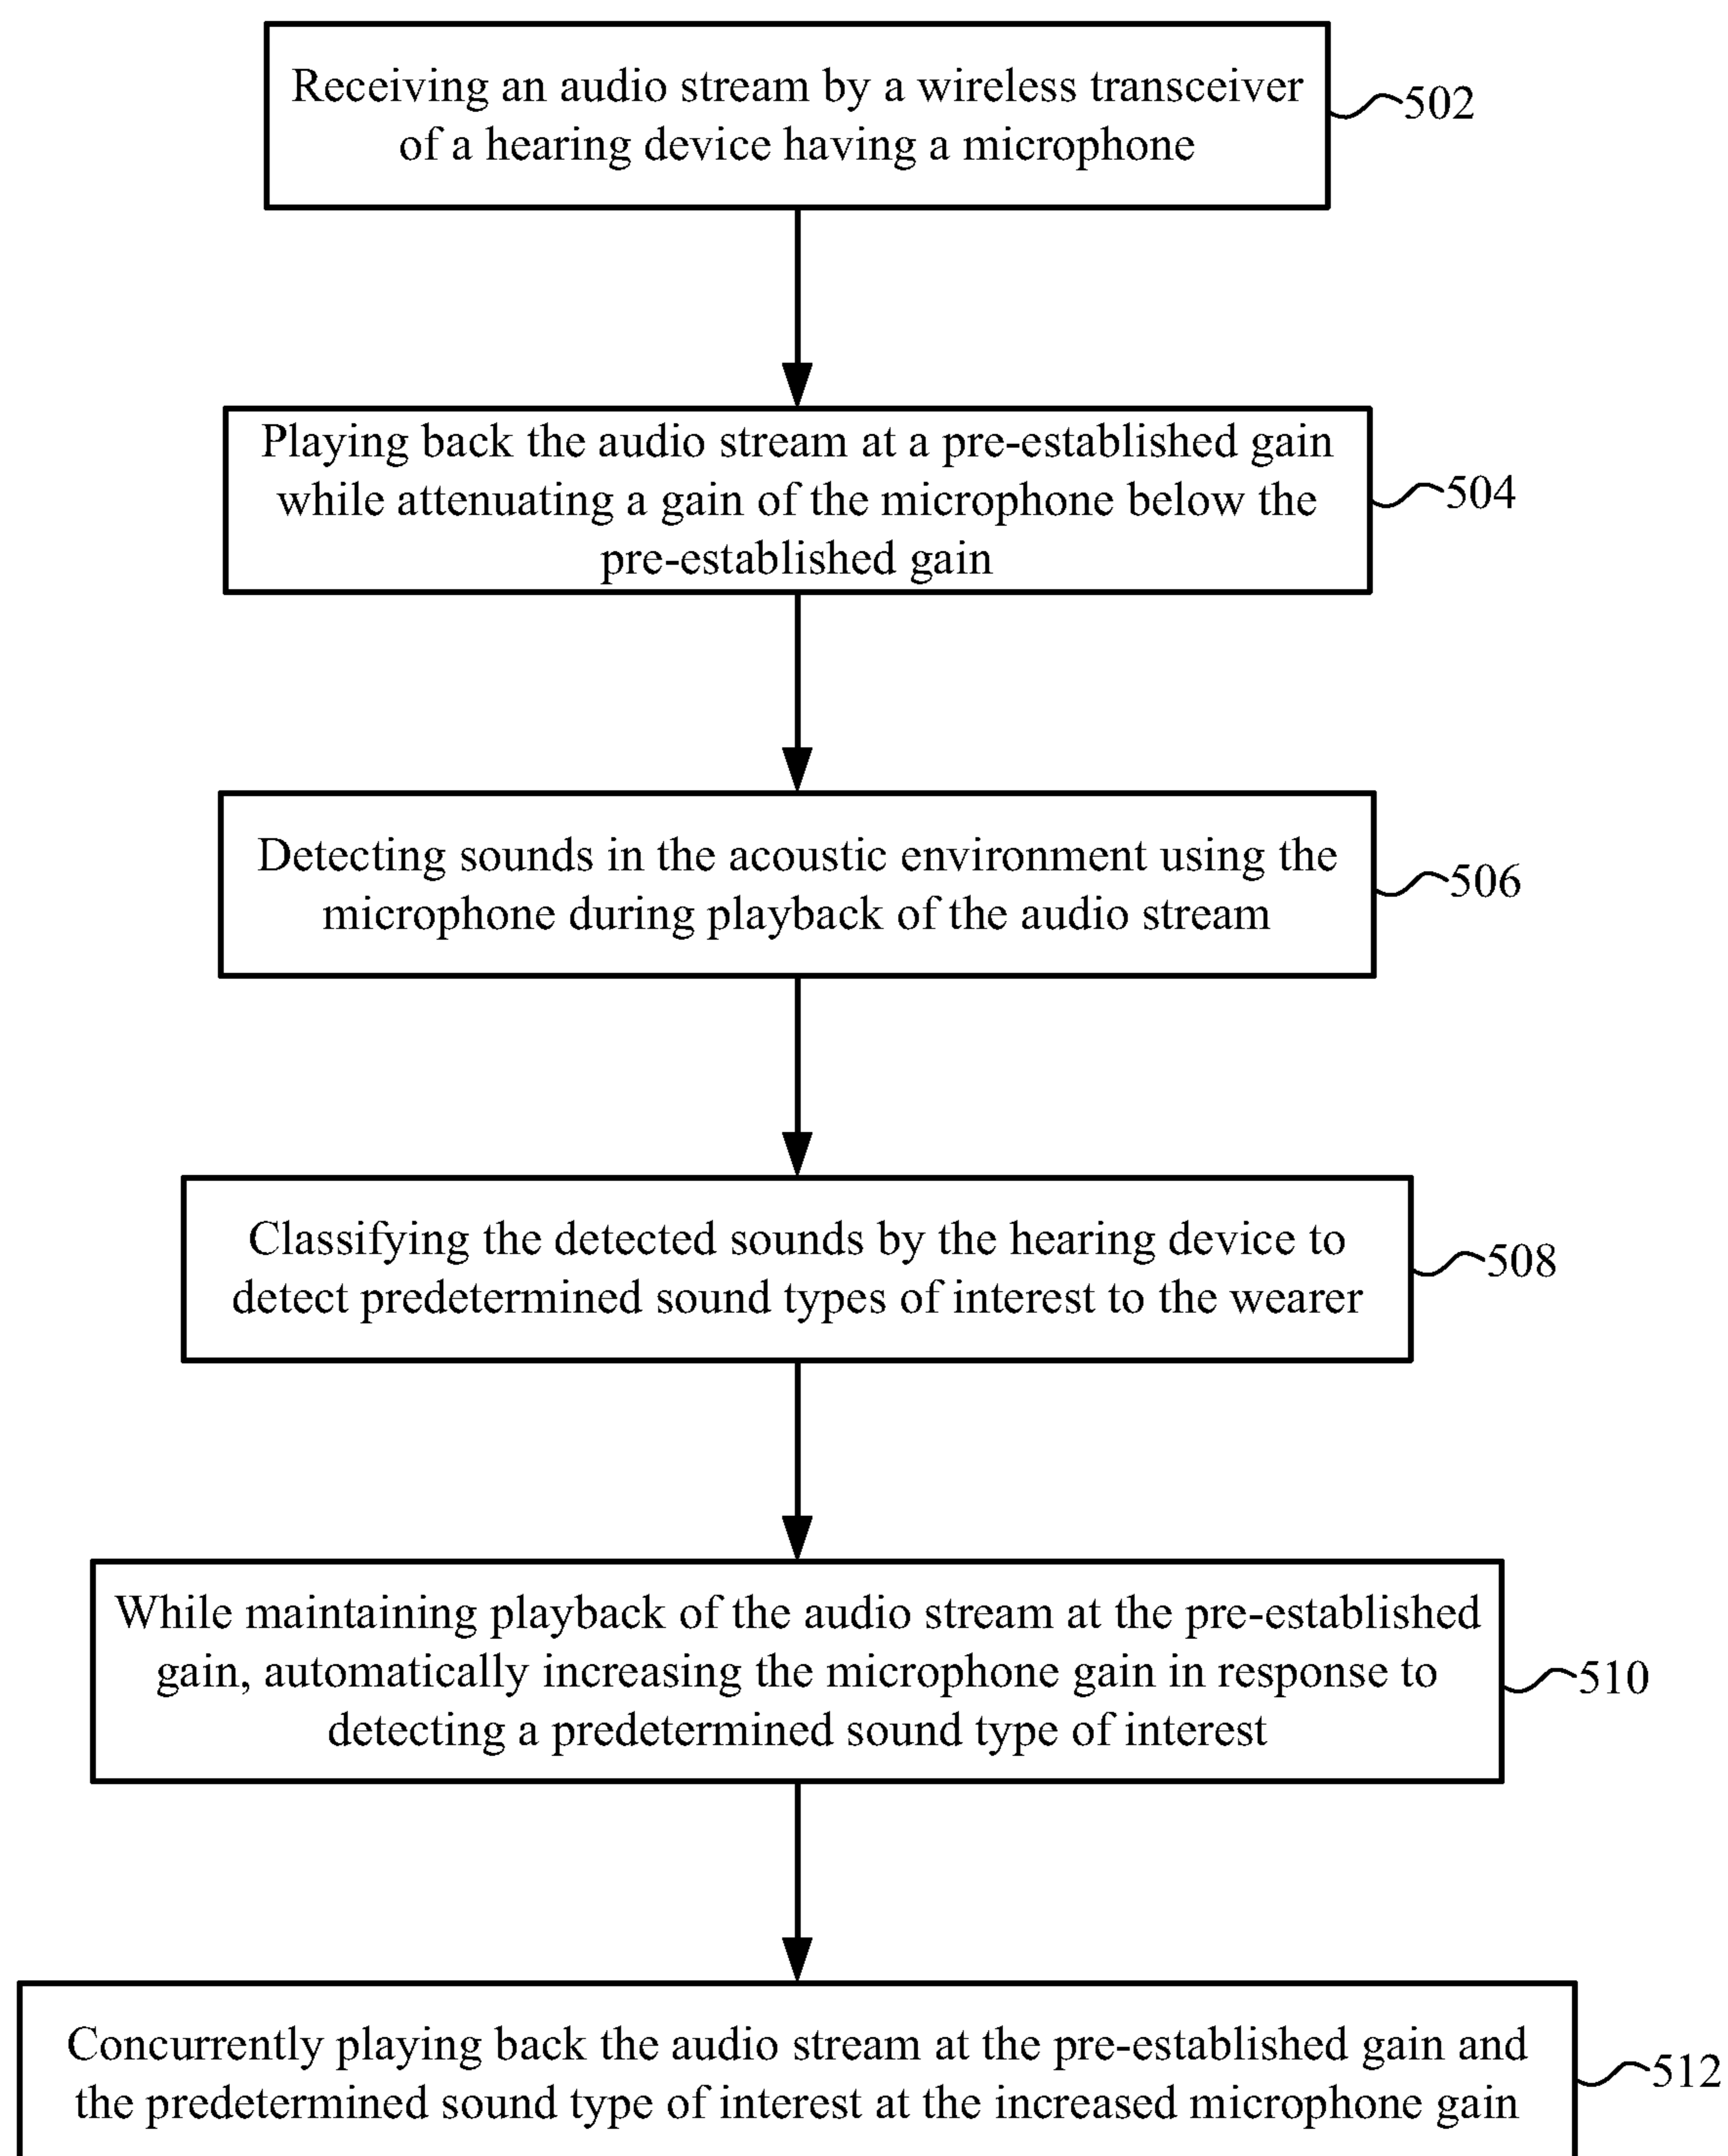 Receiving an audio stream by a wireless transceiver
of a hearing device having a microphone
502
Playing back the audio stream at a pre-established gain
while attenuating a gain of the microphone below the
pre-established gain
504
Detecting sounds in the acoustic environment using the
microphone during playback of the audio stream
506
Classifying the detected sounds by the hearing device to
detect predetermined sound types of interest to the wearer
508
While maintaining playback of the audio stream at the pre-established
gain, automatically increasing the microphone gain in response to
detecting a predetermined sound type of interest
510
Concurrently playing back the audio stream at the pre-established gain and
the predetermined sound type of interest at the increased microphone gain
512